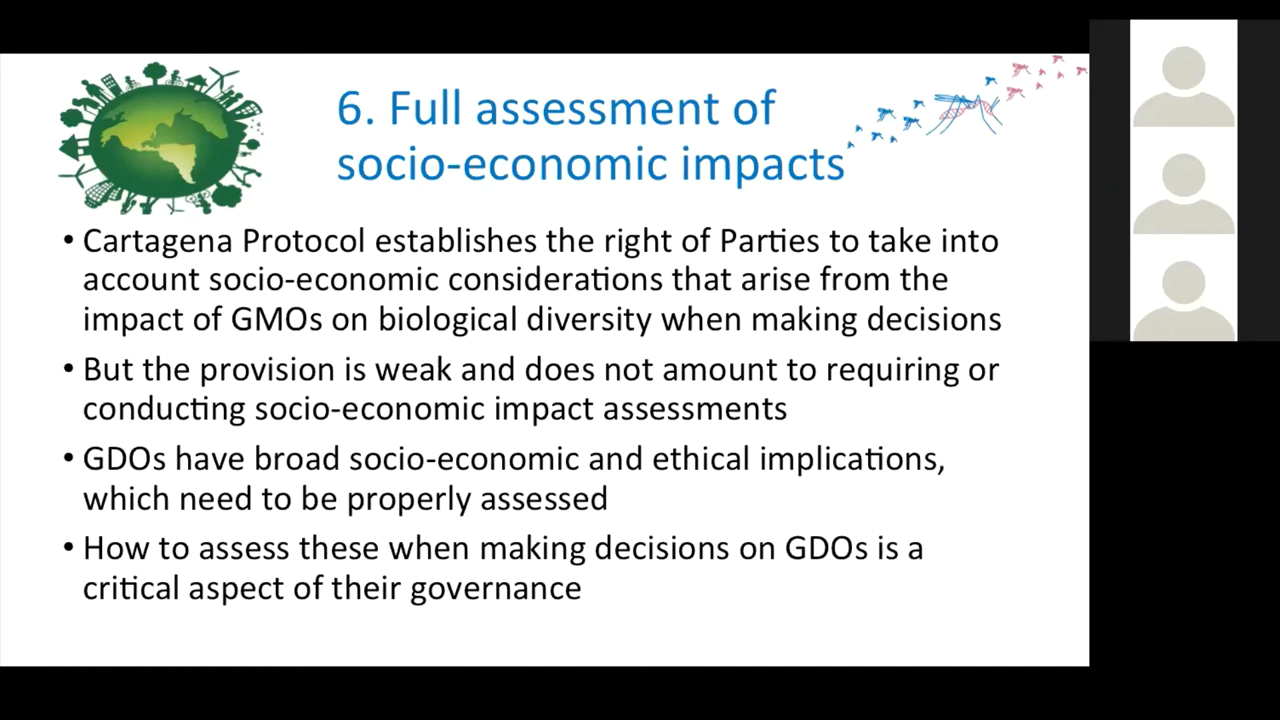 6. Full assessment of
socio-economic impacts
• Cartagena Protocol establishes the right of Parties to take into
account socio-economic considerations that arise from the
impact of GMOs on biological diversity when making decisions
• But the provision is weak and does not amount to requiring or
conducting socio-economic impact assessments
• GDOs have broad socio-economic and ethical implications,
which need to be properly assessed
• How to assess these when making decisions on GDOs is a
critical aspect of their governance